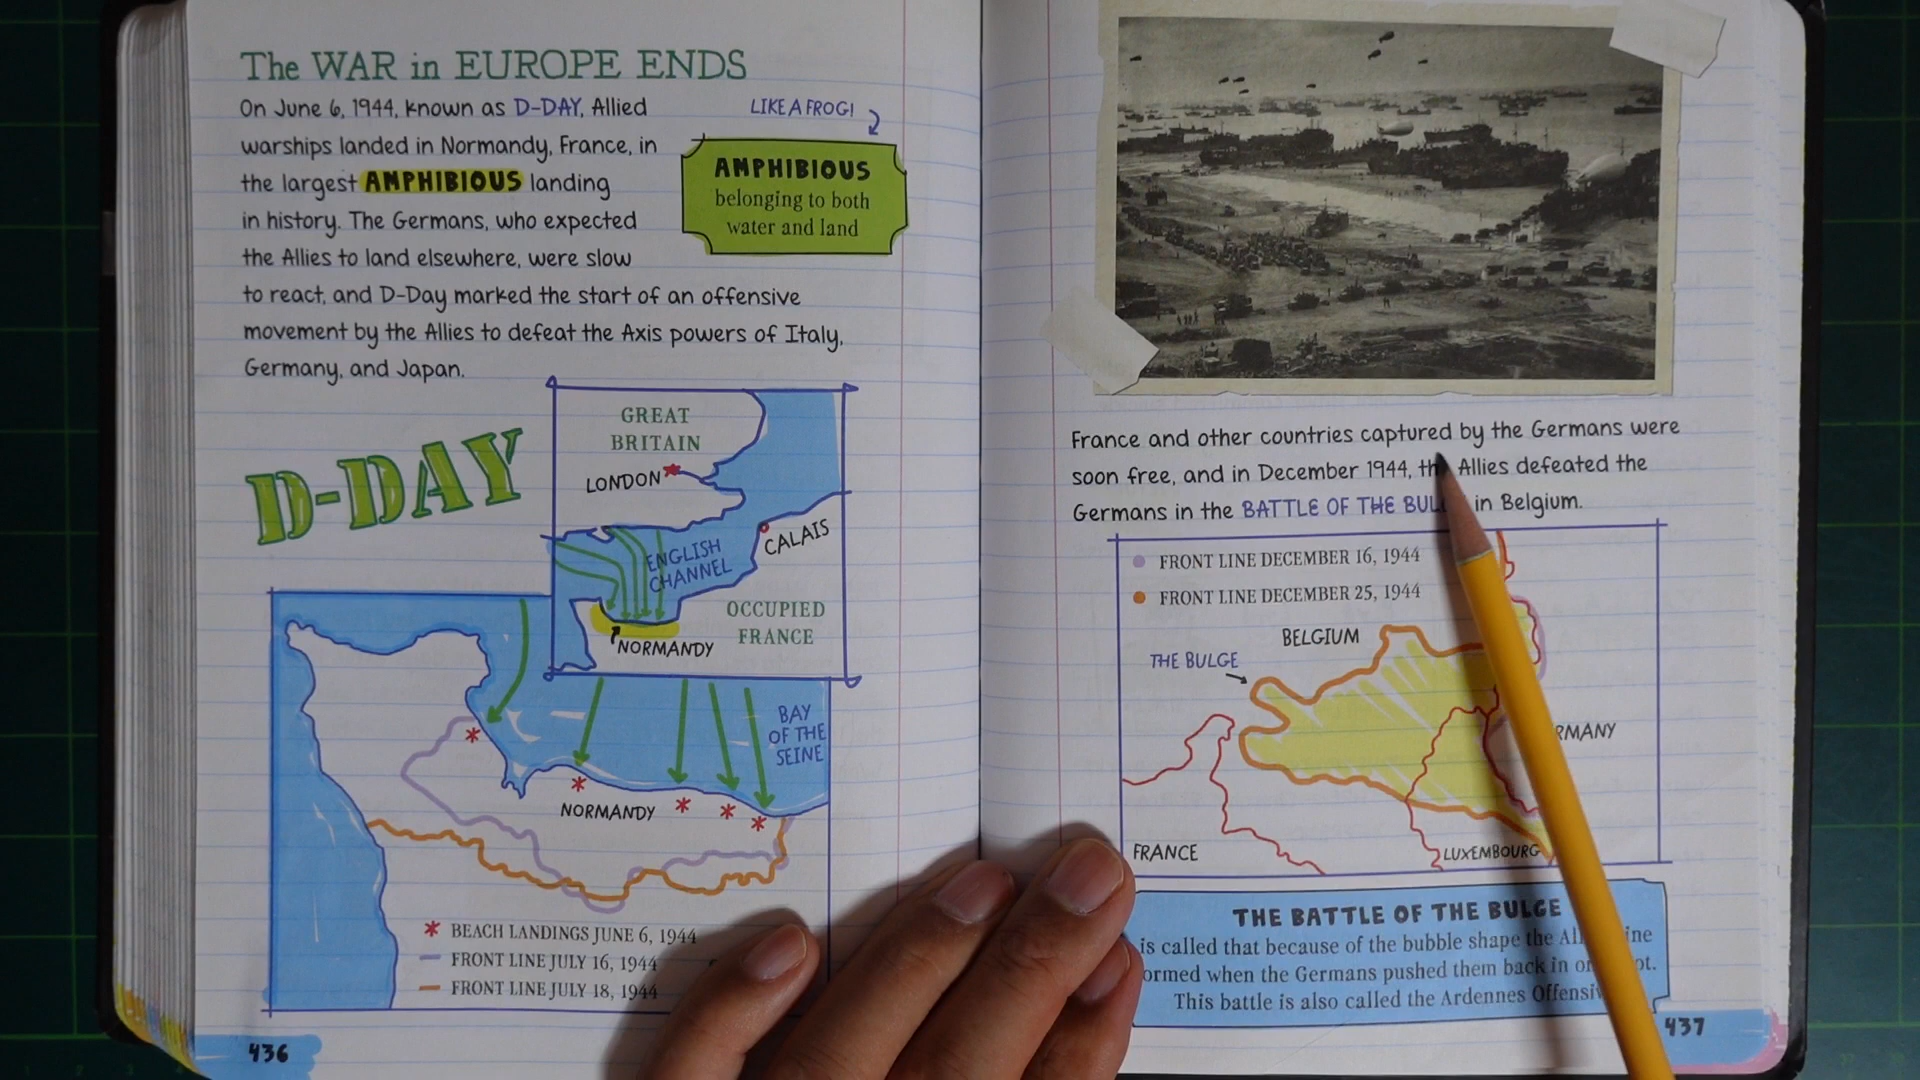 The WAR in EUROPE ENDS
On June 6, 1944, known as D-DAY, Allied
warships landed in Normandy, France, in
the largest AMPHIBIOUS landing
in history. The Germans, who expected
the Allies to land elsewhere, were slow
to react, and D-Day marked the start of an offensive
movement by the Allies to defeat the Axis powers of Italy,
Germany, and Japan.
LIKE A FROG!
AMPHIBIOUS
belonging to both
water and land
D-DAY
GREAT
BRITAIN
LONDON
CALAIS
ENGLISH
CHANNEL
OCCUPIED
FRANCE
NORMANDY
BAY
OF THE
SEINE
NORMANDY
BEACH LANDINGS JUNE 6, 1944
FRONT LINE JULY 16, 1944
FRONT LINE JULY 18, 1944
436
France and other countries captured by the Germans were
soon free, and in December 1944, the Allies defeated the
Germans in the BATTLE OF THE in Belgium.
FRONT LINE DECEMBER 16, 1944
FRONT LINE DECEMBER 25, 1944
BELGIUM
THE BULGE
FRANCE
LUXEMBOURG
THE BATTLE OF THE BULGE
is called that because of the bubble shape the
when the Germans pushed them back in
This battle is also called the Ardennes
437